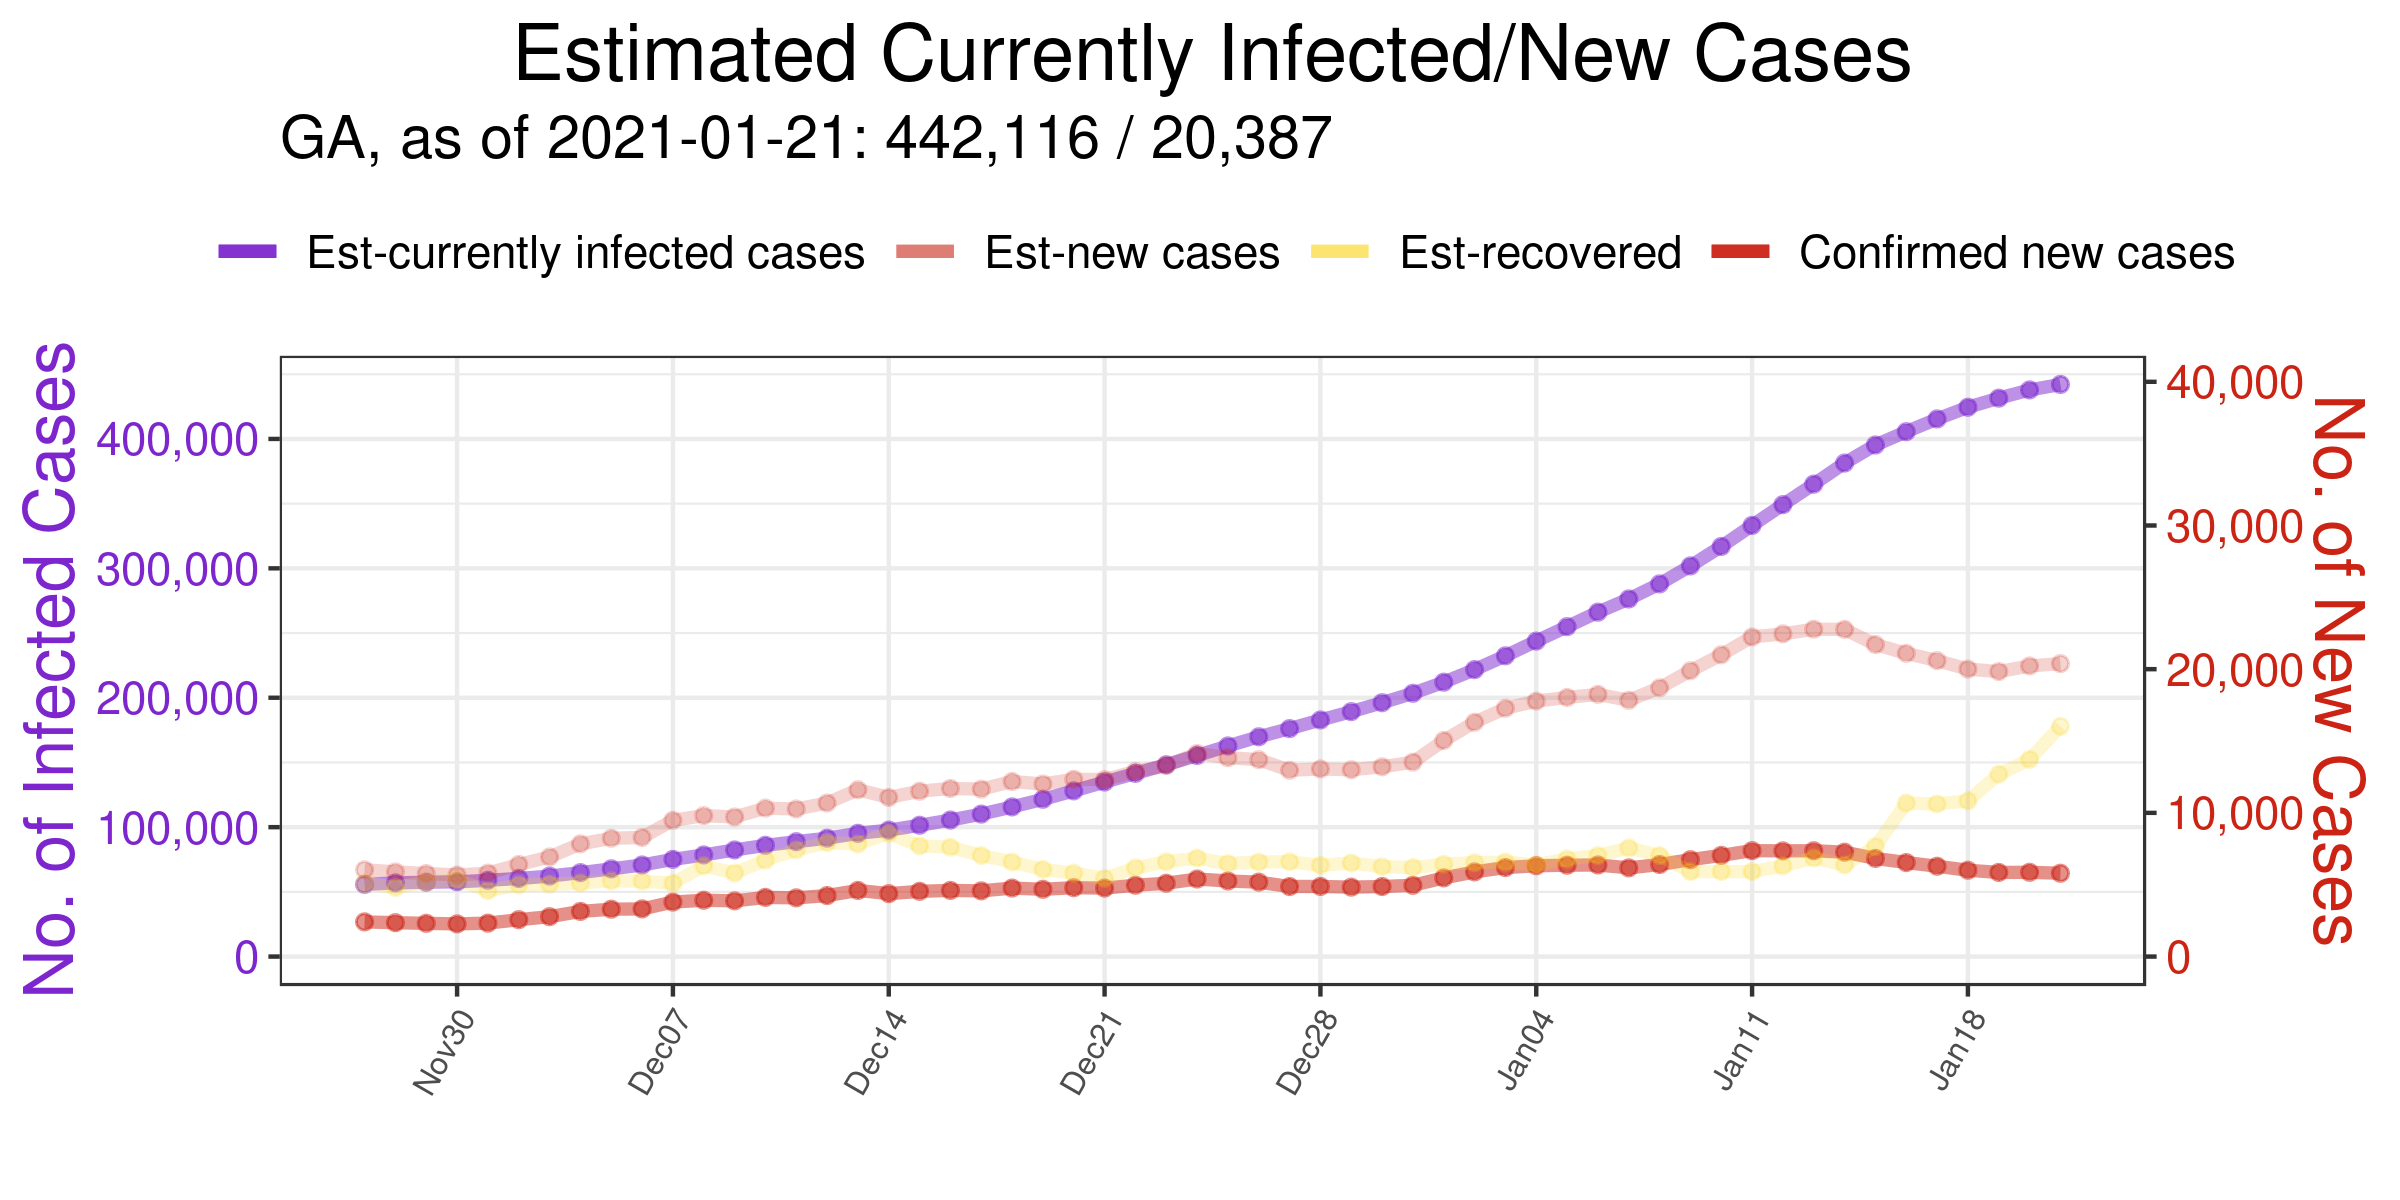 Estimated Currently Infected/New Cases
GA, as of 2021-01-21: 442,116 / 20,387
Est-currently infected cases Est-new cases Est-recovered Confirmed new cases
No. of Infected Cases
400,000
300,000
200,000
100,000
0
40,000
30,000
20,000
10,000
0
No. of New Cases
Nov30 Dec07 Dec14 Dec21 Dec28 Jan04 Jan11 Jan18